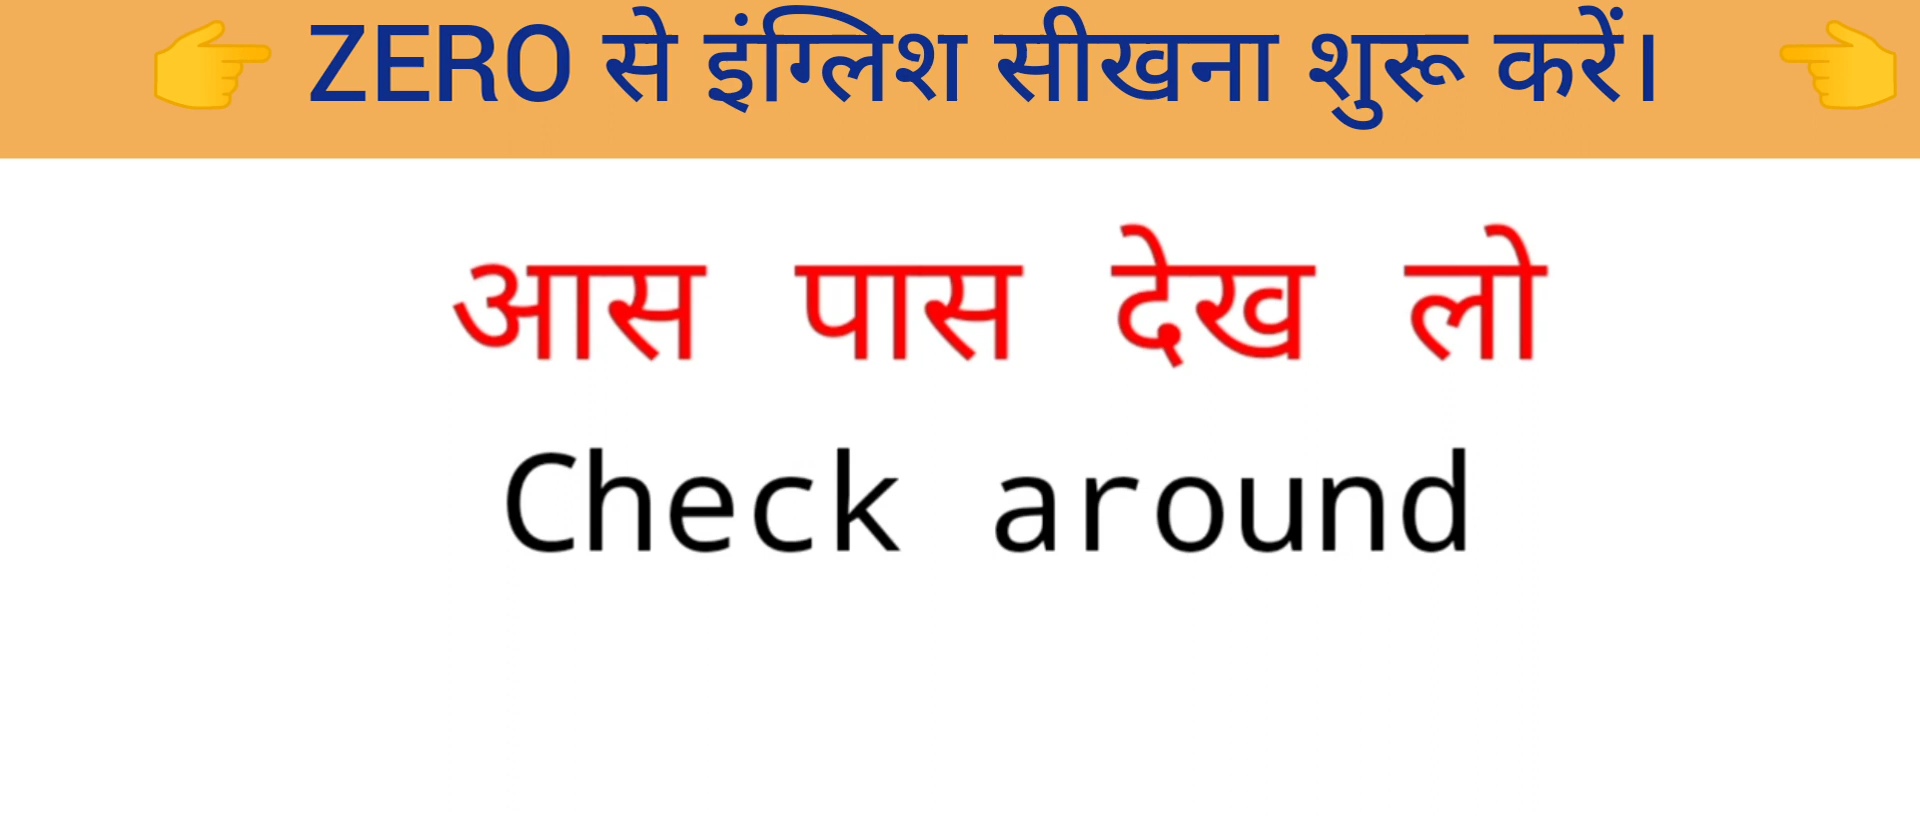 ZERO से इंग्लिश सीखना शुरू करें।
आस पास देख लो
Check around